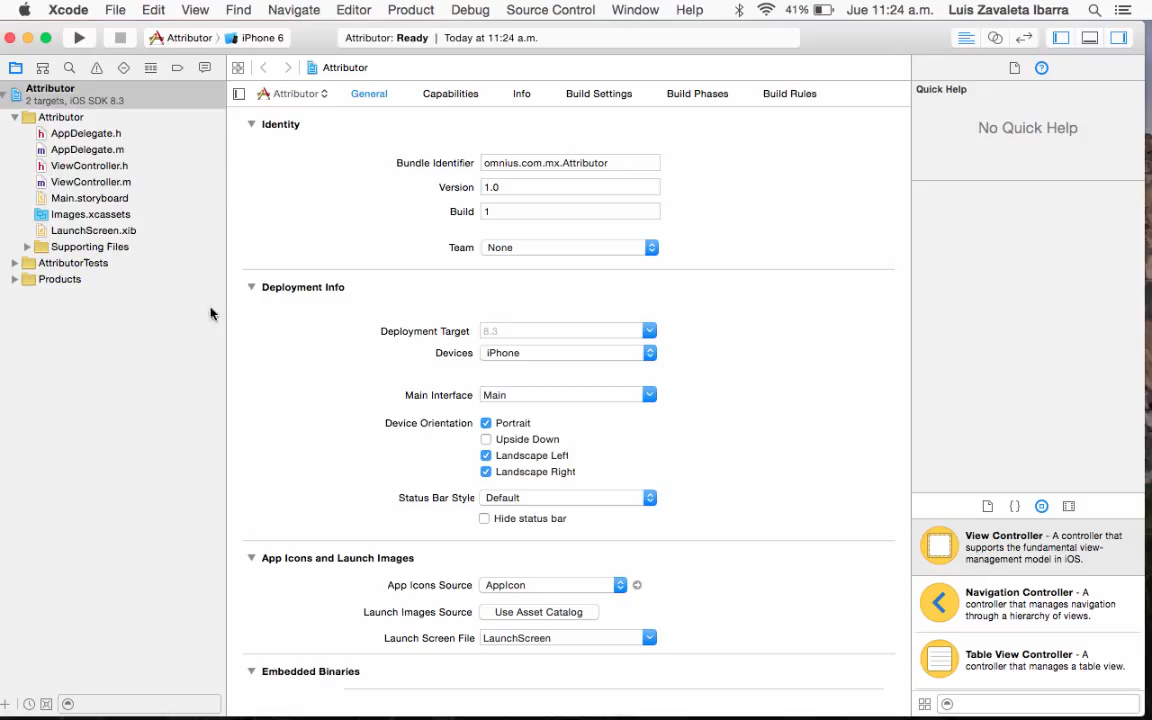 Xcode File Edit View Find Navigate Editor Product Debug Source Control Window Help 41% Jue 11:24 a.m. Luis Zavaleta Ibarra
Attributor iPhone 6 Attributor: Ready | Today at 11:24 a.m.
Attributor
2 targets, iOS SDK 8.3
Attributor
AppDelegate.h
AppDelegate.m
ViewController.h
ViewController.m
Main.storyboard
Images.xcassets
LaunchScreen.xib
Supporting Files
AttributorTests
Products
Attributor
Attributor General Capabilities Info Build Settings Build Phases Build Rules
Identity
Bundle Identifier omnius.com.mx.Attributor
Version 1.0
Build 1
Team None
Deployment Info
Deployment Target 8.3
Devices iPhone
Main Interface Main
Device Orientation Portrait
Upside Down
Landscape Left
Landscape Right
Status Bar Style Default
Hide status bar
App Icons and Launch Images
App Icons Source AppIcon
Launch Images Source Use Asset Catalog
Launch Screen File LaunchScreen
Embedded Binaries
Quick Help
No Quick Help
View Controller - A controller that
supports the fundamental view-
management model in iOS.
Navigation Controller - A
controller that manages navigation
through a hierarchy of views.
Table View Controller - A
controller that manages a table view.